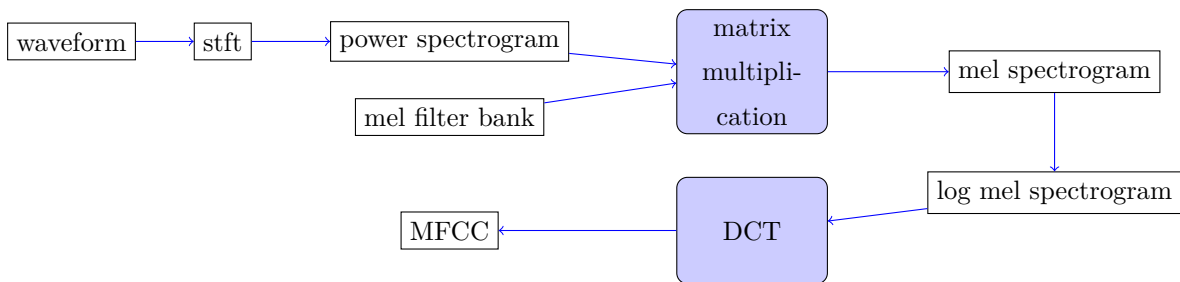 waveform
stft
power spectrogram
mel filter bank
matrix
multipli-
cation
mel spectrogram
log mel spectrogram
DCT
MFCC